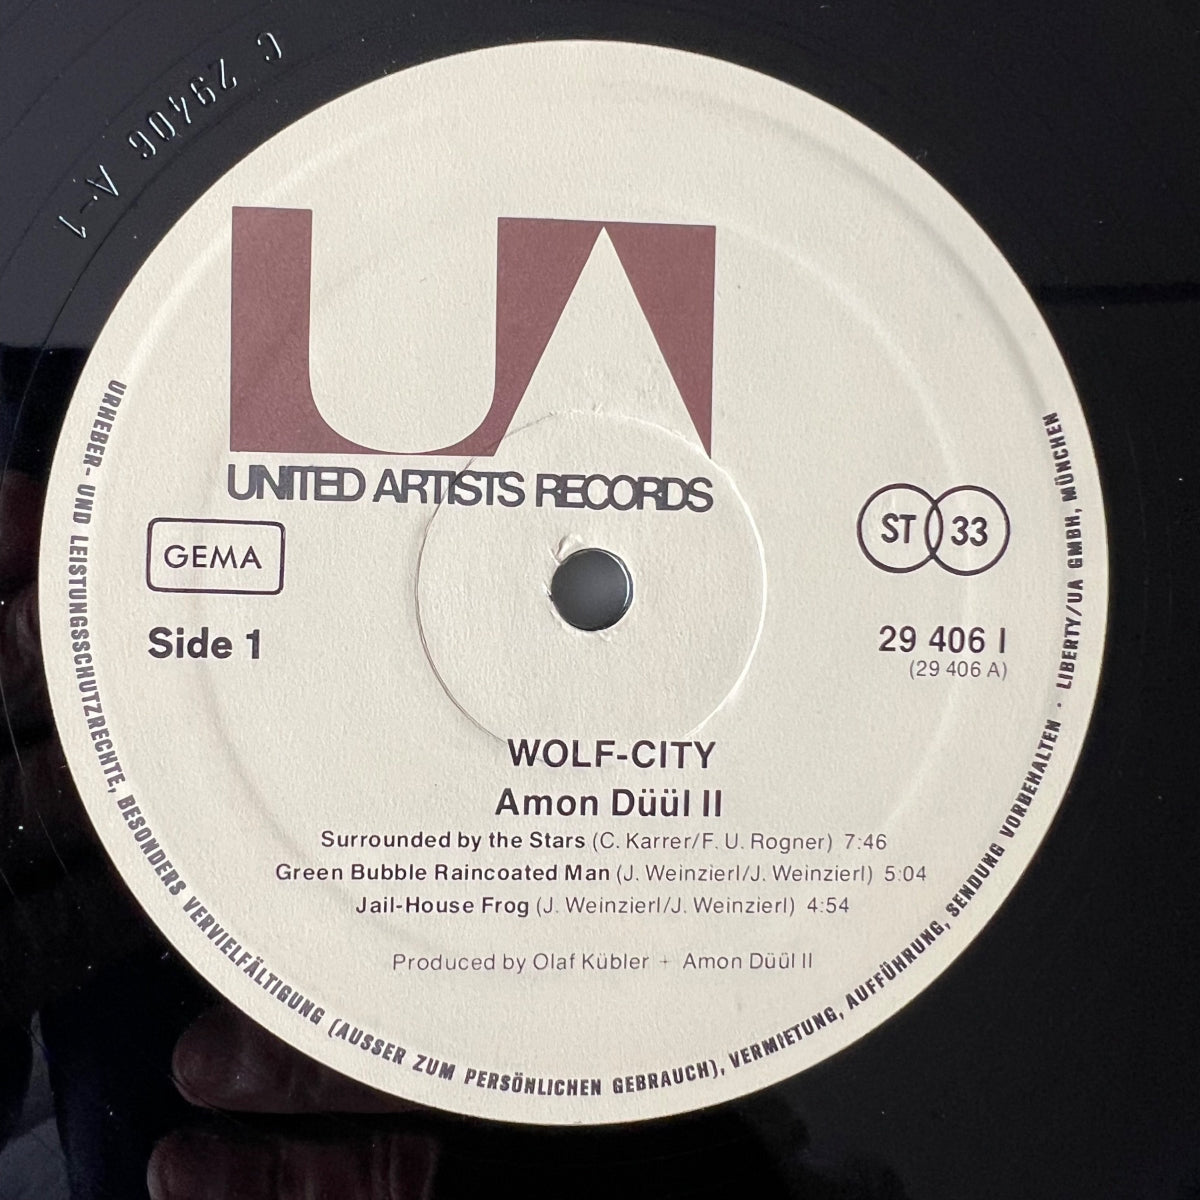 C 29406 A-1
UA
UNITED ARTISTS RECORDS
GEMA
ST 33
Side 1
29 406 I
(29 406 A)
WOLF-CITY
Amon Düül II
Surrounded by the Stars (C. Karrer/F. U. Rogner) 7:46
Green Bubble Raincoated Man (J. Weinzierl/J. Weinzierl) 5:04
Jail-House Frog (J. Weinzierl/J. Weinzierl) 4:54
Produced by Olaf Kübler + Amon Düül II
URHEBER- UND LEISTUNGSSCHUTZRECHTE, BESONDERS VERVIELFÄLTIGUNG (AUSSER ZUM PERSÖNLICHEN GEBRAUCH), VERMIETUNG, AUFFÜHRUNG, SENDUNG VORBEHALTEN · LIBERTY/UA GMBH, MÜNCHEN